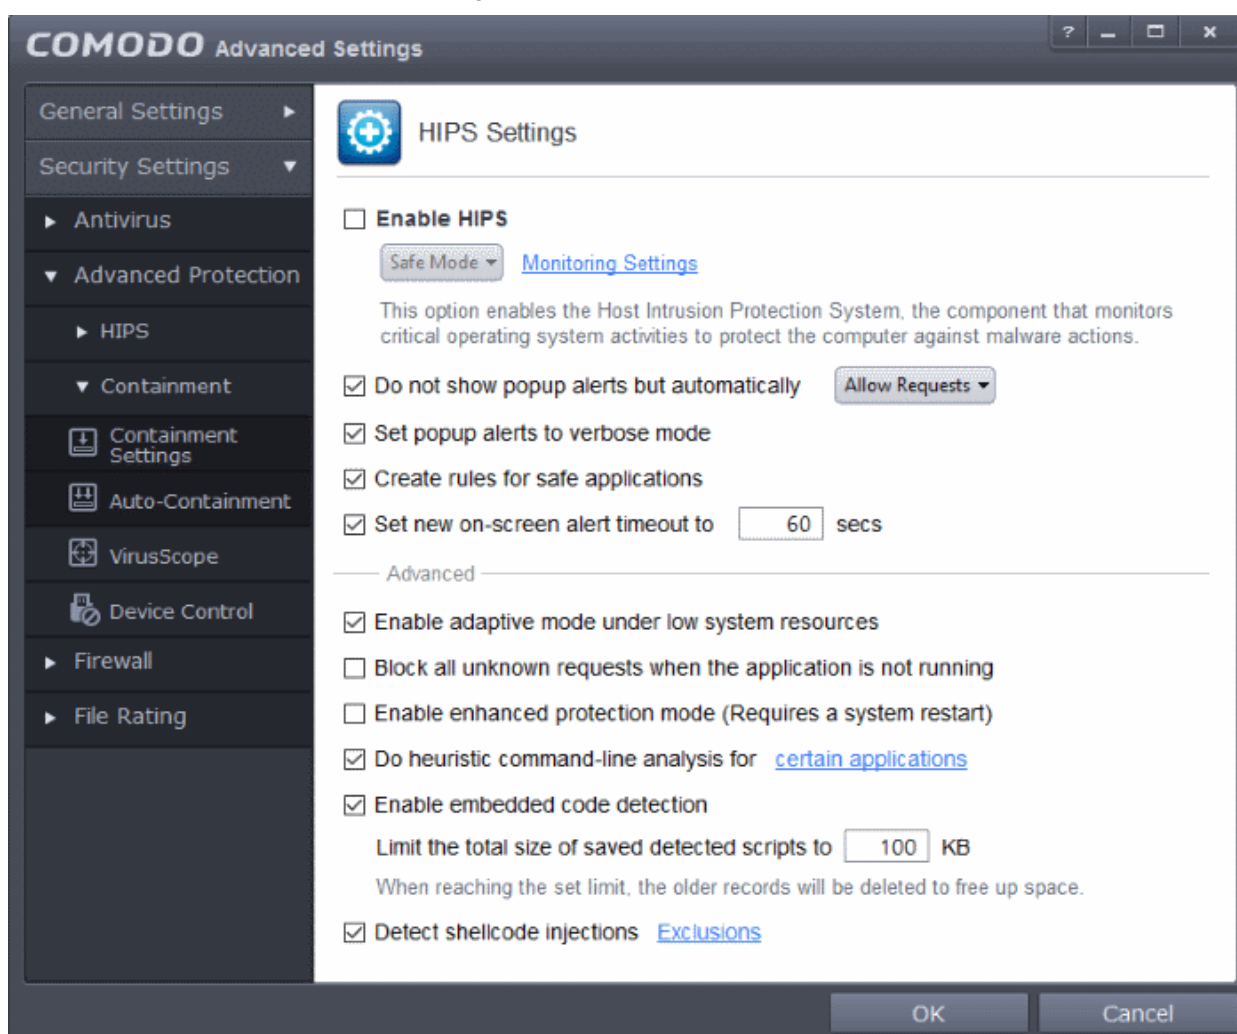 COMODO Advanced Settings
?
General Settings
Security Settings
Antivirus
Advanced Protection
HIPS
Containment
Containment
Settings
Auto-Containment
VirusScope
Device Control
Firewall
File Rating
HIPS Settings
Enable HIPS
Safe Mode Monitoring Settings
This option enables the Host Intrusion Protection System, the component that monitors
critical operating system activities to protect the computer against malware actions.
Do not show popup alerts but automatically Allow Requests
Set popup alerts to verbose mode
Create rules for safe applications
Set new on-screen alert timeout to 60 secs
Advanced
Enable adaptive mode under low system resources
Block all unknown requests when the application is not running
Enable enhanced protection mode (Requires a system restart)
Do heuristic command-line analysis for certain applications
Enable embedded code detection
Limit the total size of saved detected scripts to 100 KB
When reaching the set limit, the older records will be deleted to free up space.
Detect shellcode injections Exclusions
OK Cancel